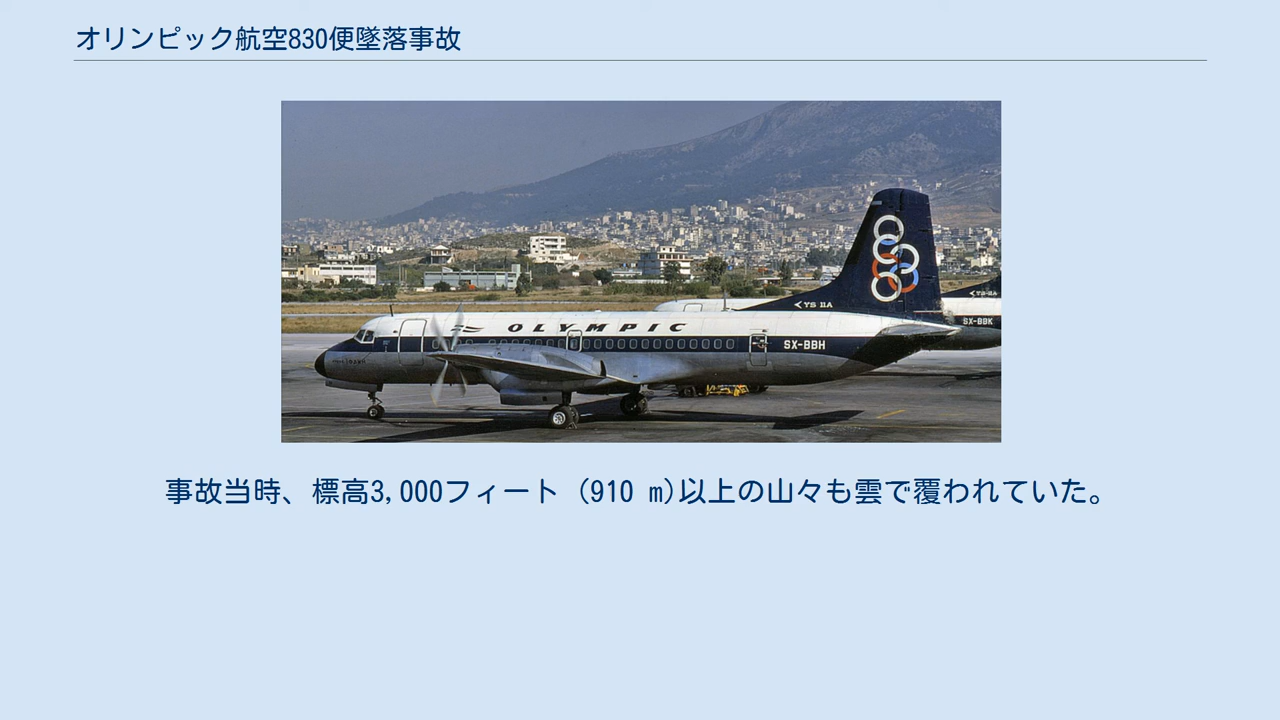 オリンピック航空830便墜落事故
YS 11A
YS-11A
OLYMPIC
SX-BBH
SX-BBK
事故当時、標高3,000フィート (910 m)以上の山々も雲で覆われていた。